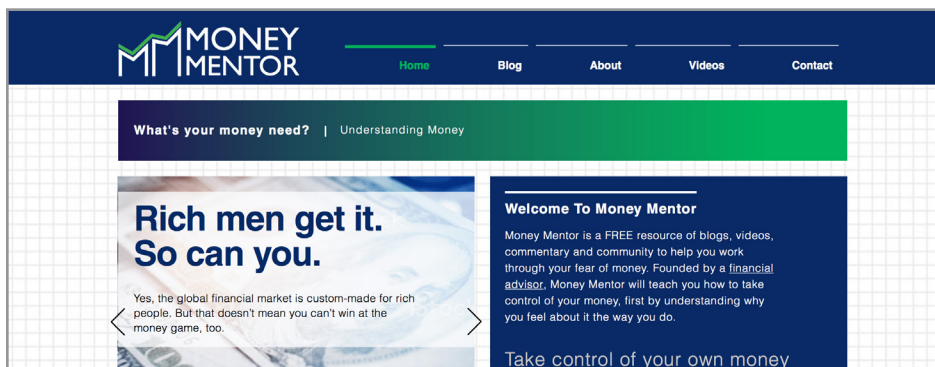 MONEY
MENTOR
Home
Blog
About
Videos
Contact
What's your money need? | Understanding Money
Rich men get it.
So can you.
Yes, the global financial market is custom-made for rich
people. But that doesn't mean you can't win at the
money game, too.
Welcome To Money Mentor
Money Mentor is a FREE resource of blogs, videos,
commentary and community to help you work
through your fear of money. Founded by a financial
advisor, Money Mentor will teach you how to take
control of your money, first by understanding why
you feel about it the way you do.
Take control of your own money